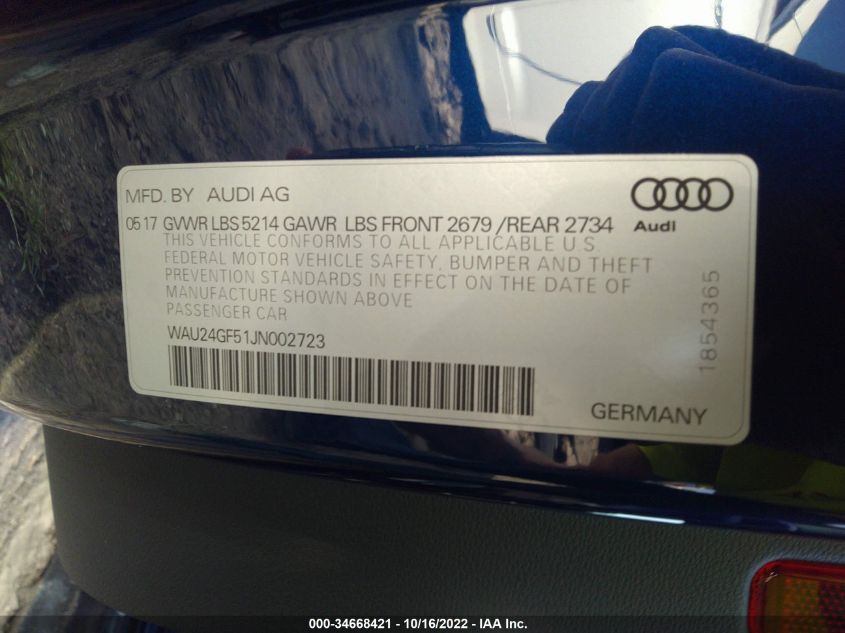 MFD. BY AUDI AG
Audi
05 17 GVWR LBS 5214 GAWR LBS FRONT 2679 /REAR 2734
THIS VEHICLE CONFORMS TO ALL APPLICABLE U S
FEDERAL MOTOR VEHICLE SAFETY, BUMPER AND THEFT
PREVENTION STANDARDS IN EFFECT ON THE DATE OF
MANUFACTURE SHOWN ABOVE
PASSENGER CAR
WAU24GF51JN002723
1854365
GERMANY
000-34668421 - 10/16/2022 - IAA Inc.